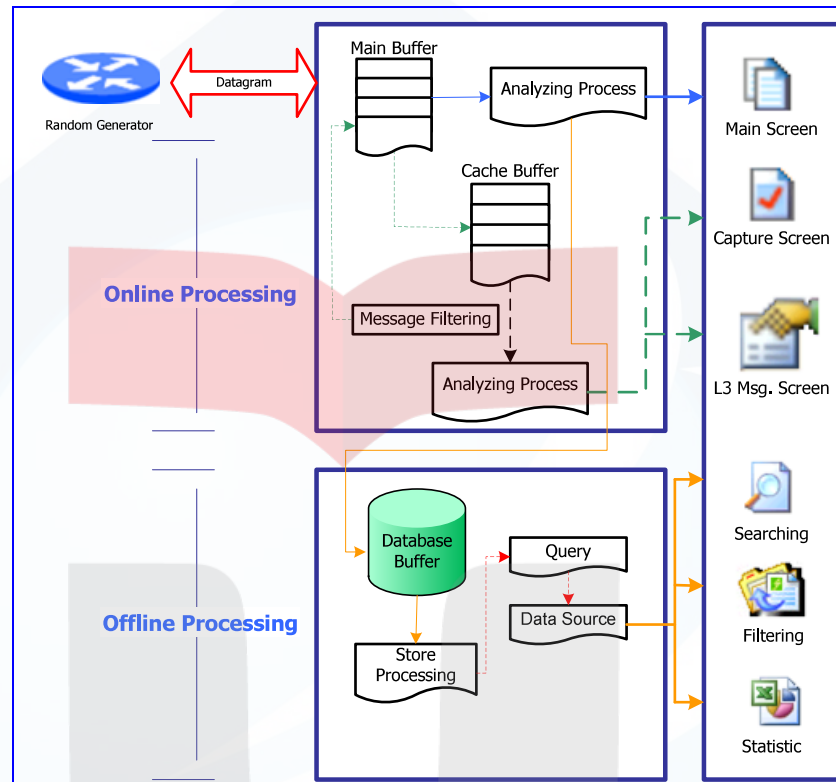 Main Buffer
Datagram
Analyzing Process
Random Generator
Main Screen
Cache Buffer
Capture Screen
Online Processing
Message Filtering
Analyzing Process
L3 Msg. Screen
Database
Buffer
Query
Searching
Offline Processing
Data Source
Filtering
Store
Processing
Statistic